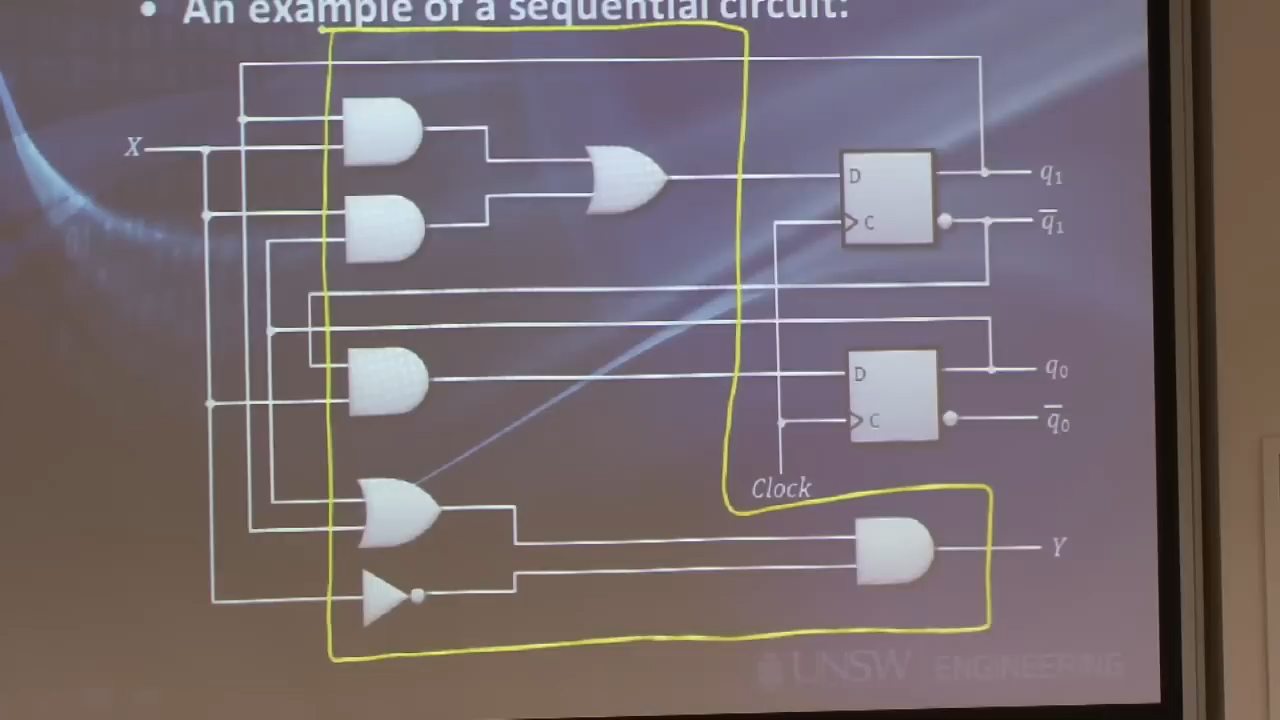 • An example of a sequential circuit:
X
D
C
q₁
q̅₁
D
C
q₀
q̅₀
Clock
Y
UNSW ENGINEERING